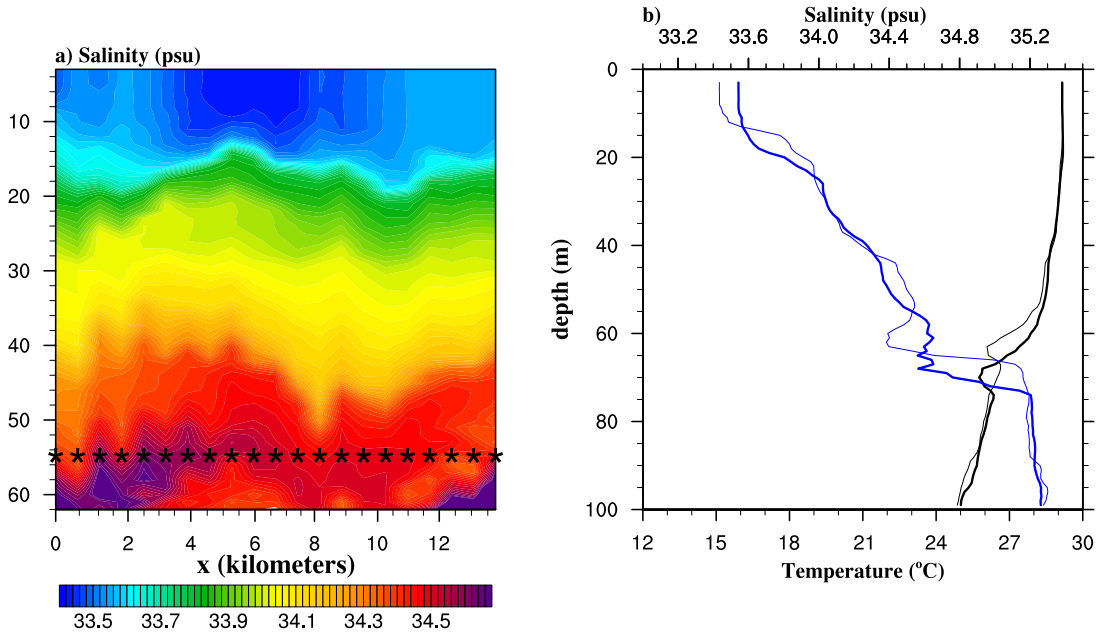 a) Salinity (psu)
10
20
30
40
50
60
* * * * * * * * * * * * * * * * * * * * *
0 2 4 6 8 10 12
x (kilometers)
33.5 33.7 33.9 34.1 34.3 34.5
b) Salinity (psu)
33.2 33.6 34.0 34.4 34.8 35.2
0
20
40
60
80
100
depth (m)
12 15 18 21 24 27 30
Temperature (°C)